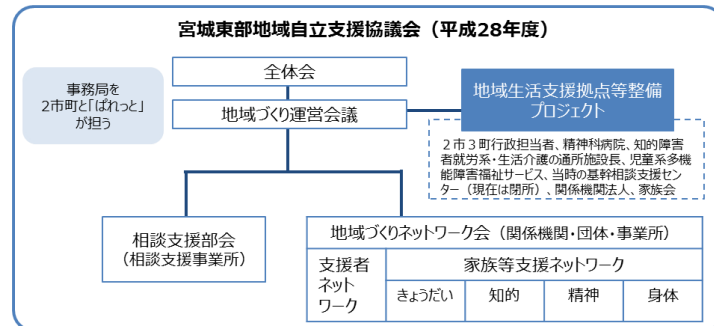 宮城東部地域自立支援協議会（平成28年度）
事務局を
２市町と「ぱれっと」
が担う
全体会
地域づくり運営会議
地域生活支援拠点等整備
プロジェクト
２市３町行政担当者、精神科病院、知的障害
者就労系・生活介護の通所施設長、児童系多機
能障害福祉サービス、当時の基幹相談支援セン
ター（現在は閉所）、関係機関法人、家族会
相談支援部会
（相談支援事業所）
地域づくりネットワーク会（関係機関・団体・事業所）
支援者
ネット
ワーク
家族等支援ネットワーク
きょうだい
知的
精神
身体